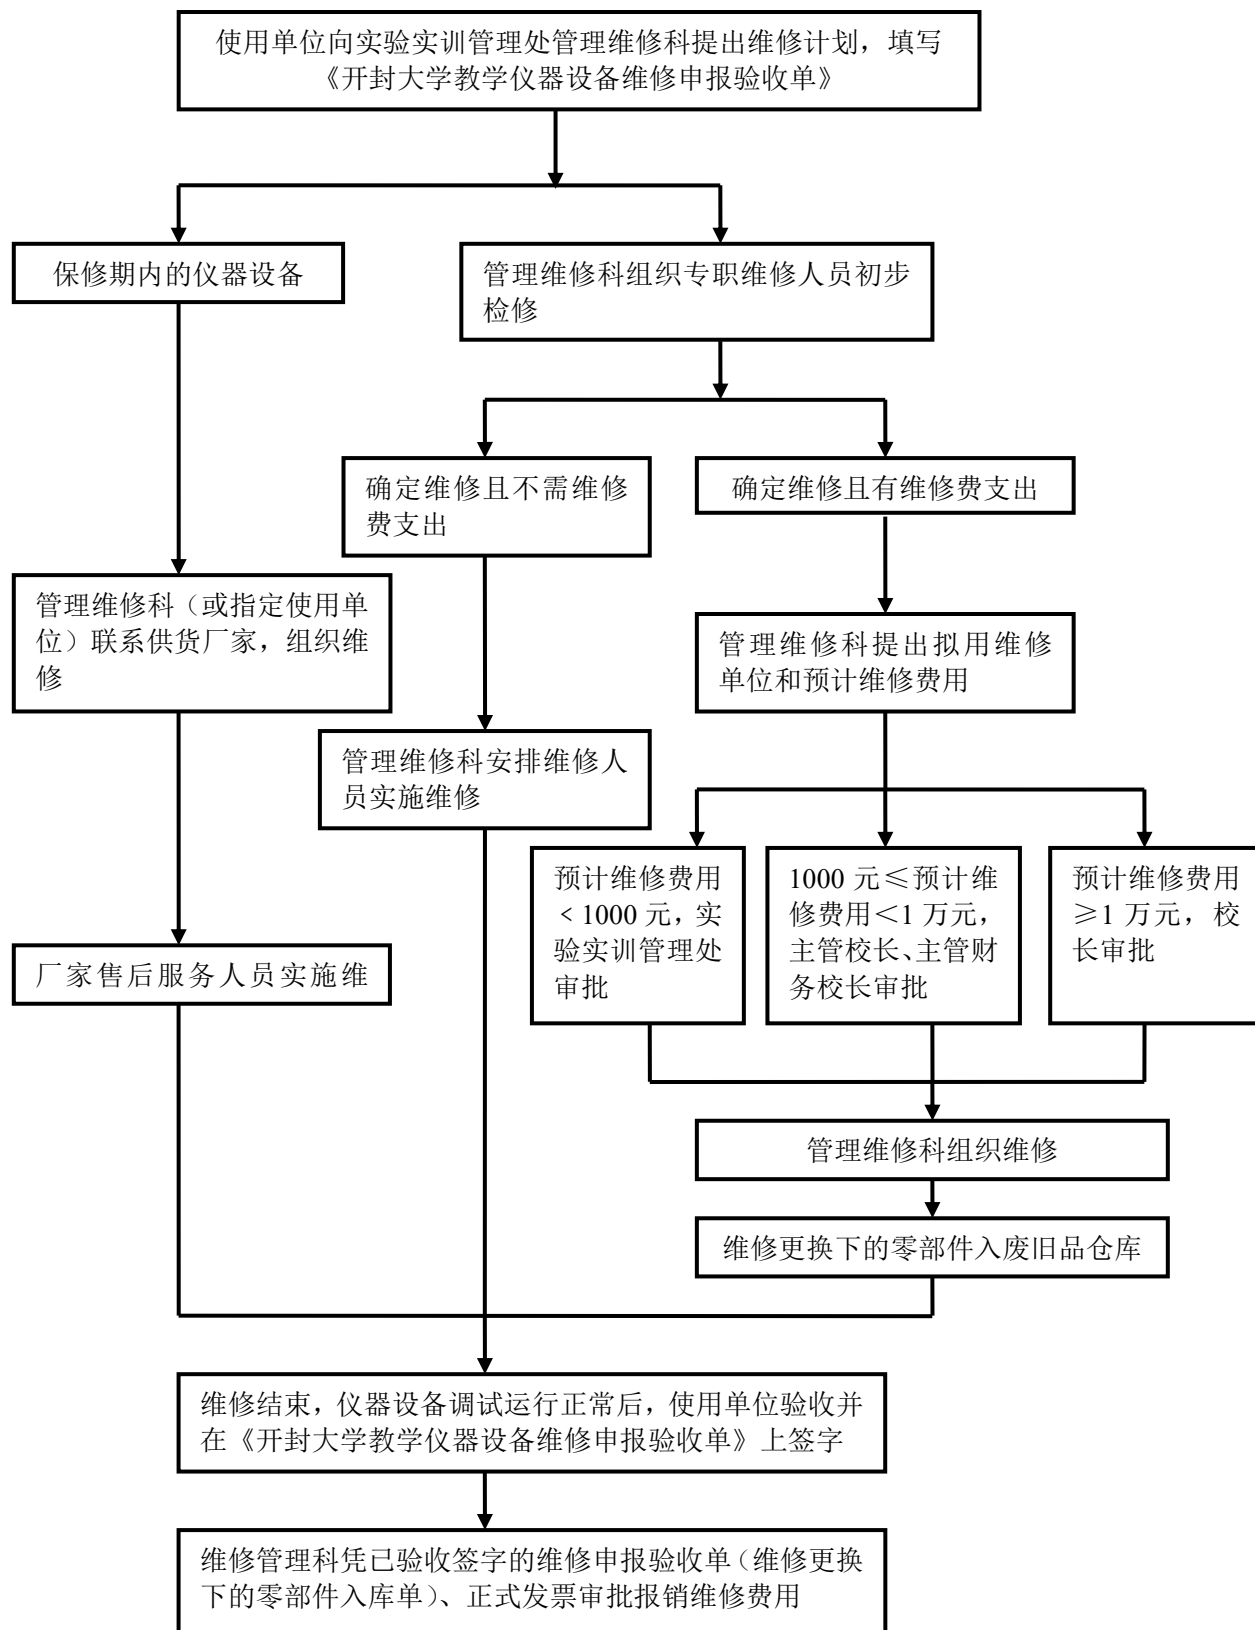 使用单位向实验实训管理处管理维修科提出维修计划，填写
《开封大学教学仪器设备维修申报验收单》
保修期内的仪器设备
管理维修科组织专职维修人员初步
检修
确定维修且不需维修
费支出
确定维修且有维修费支出
管理维修科（或指定使用单
位）联系供货厂家，组织维
修
管理维修科提出拟用维修
单位和预计维修费用
管理维修科安排维修人
员实施维修
预计维修费用
＜1000 元，实
验实训管理处
审批
1000 元≤预计维
修费用＜1 万元，
主管校长、主管财
务校长审批
预计维修费用
≥1 万元，校
长审批
厂家售后服务人员实施维
管理维修科组织维修
维修更换下的零部件入废旧品仓库
维修结束，仪器设备调试运行正常后，使用单位验收并
在《开封大学教学仪器设备维修申报验收单》上签字
维修管理科凭已验收签字的维修申报验收单（维修更换
下的零部件入库单）、正式发票审批报销维修费用